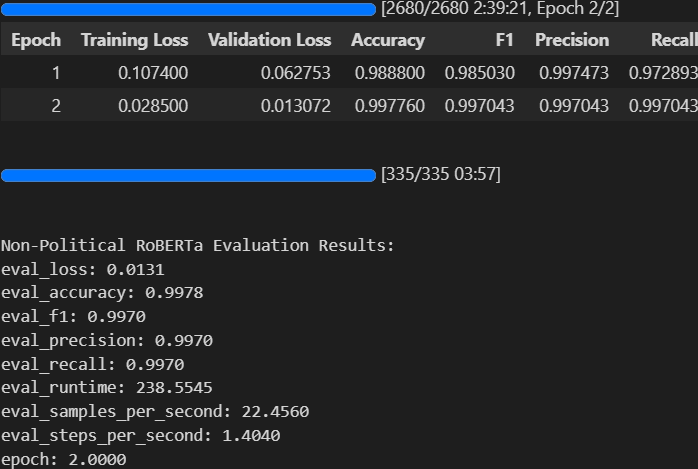 [2680/2680 2:39:21, Epoch 2/2]
Epoch Training Loss Validation Loss Accuracy F1 Precision Recall
1 0.107400 0.062753 0.988800 0.985030 0.997473 0.972893
2 0.028500 0.013072 0.997760 0.997043 0.997043 0.997043
[335/335 03:57]
Non-Political RoBERTa Evaluation Results:
eval_loss: 0.0131
eval_accuracy: 0.9978
eval_f1: 0.9970
eval_precision: 0.9970
eval_recall: 0.9970
eval_runtime: 238.5545
eval_samples_per_second: 22.4560
eval_steps_per_second: 1.4040
epoch: 2.0000